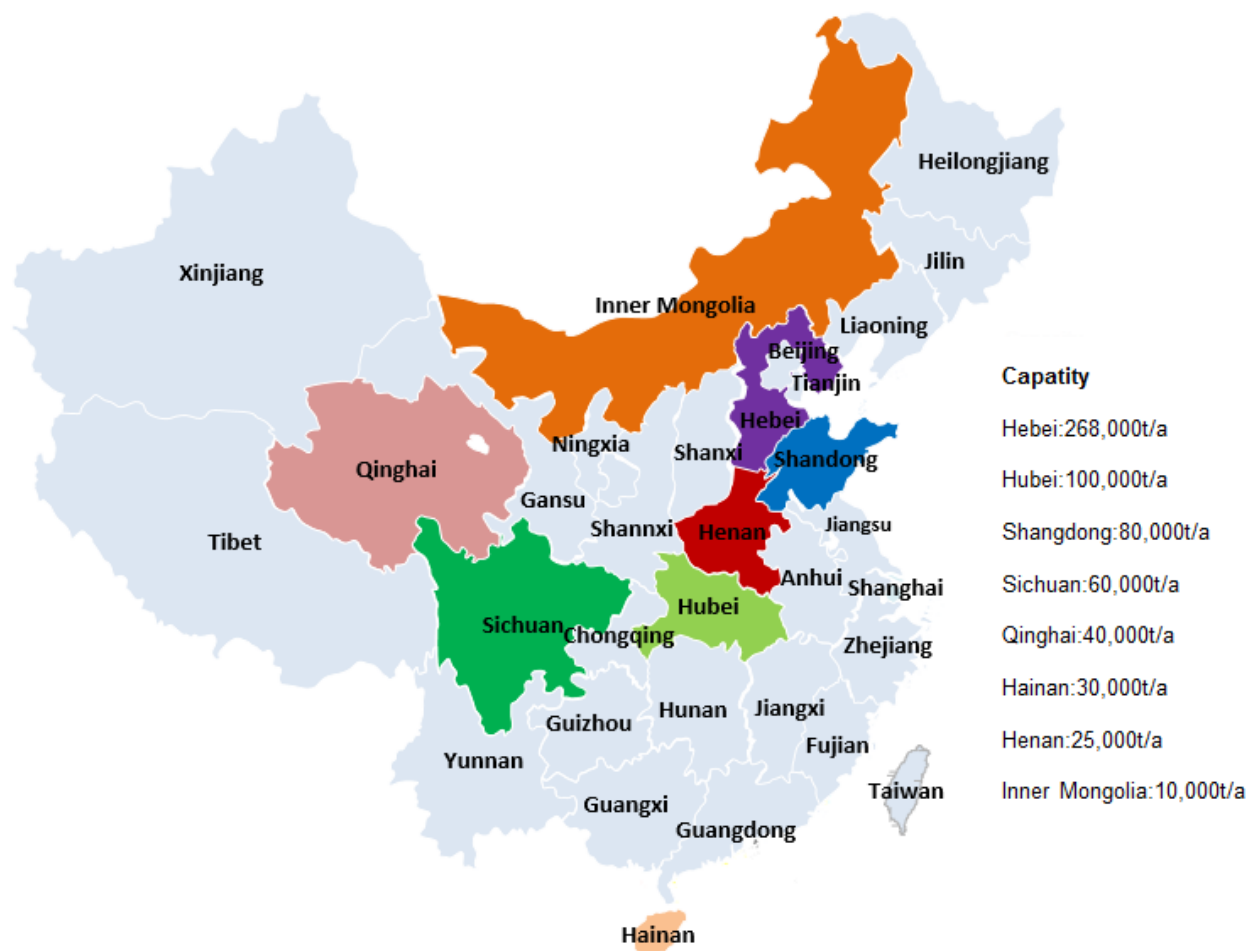 Heilongjiang
Jilin
Xinjiang
Inner Mongolia
Liaoning
Beijing
Tianjin
Hebei
Ningxia
Shanxi
Shandong
Qinghai
Gansu
Shannxi
Henan
Jiangsu
Tibet
Anhui
Shanghai
Hubei
Sichuan
Chongqing
Zhejiang
Hunan
Jiangxi
Guizhou
Fujian
Yunnan
Taiwan
Guangxi
Guangdong
Hainan
Capatity
Hebei:268,000t/a
Hubei:100,000t/a
Shangdong:80,000t/a
Sichuan:60,000t/a
Qinghai:40,000t/a
Hainan:30,000t/a
Henan:25,000t/a
Inner Mongolia:10,000t/a